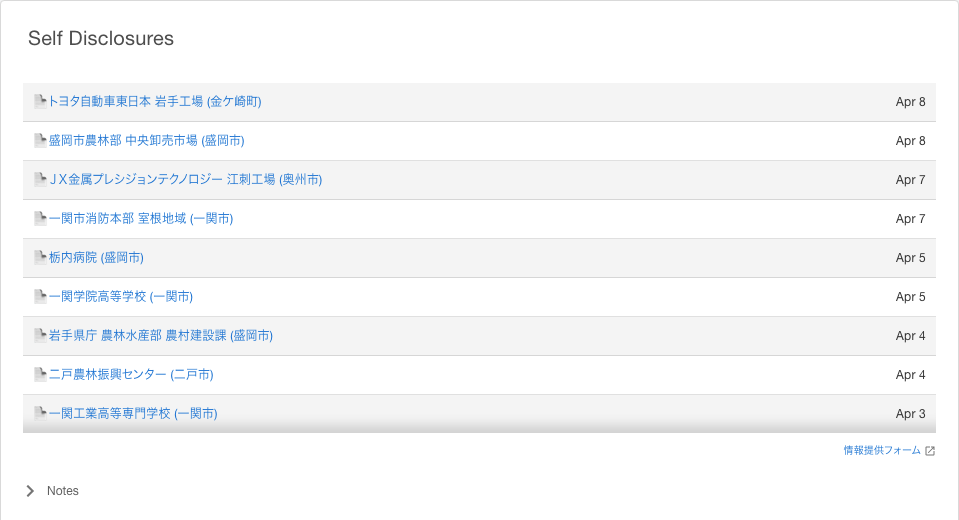 Self Disclosures
トヨタ自動車東日本 岩手工場 (金ケ崎町) Apr 8
盛岡市農林部 中央卸売市場 (盛岡市) Apr 8
ＪＸ金属プレシジョンテクノロジー 江刺工場 (奥州市) Apr 7
一関市消防本部 室根地域 (一関市) Apr 7
栃内病院 (盛岡市) Apr 5
一関学院高等学校 (一関市) Apr 5
岩手県庁 農林水産部 農村建設課 (盛岡市) Apr 4
二戸農林振興センター (二戸市) Apr 4
一関工業高等専門学校 (一関市) Apr 3
情報提供フォーム
Notes